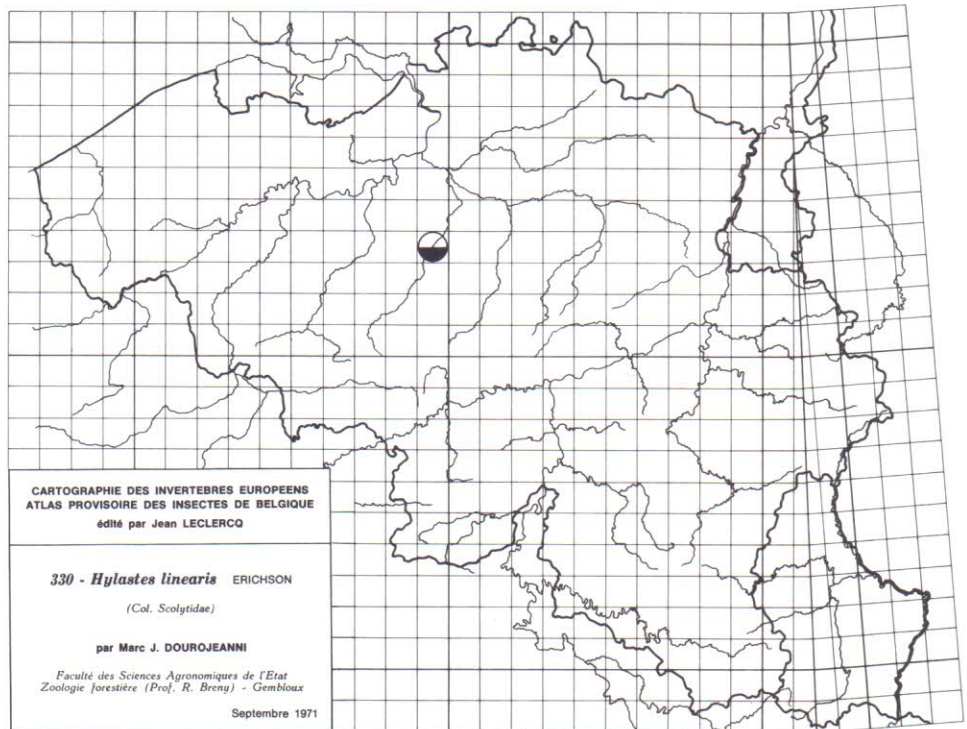 CARTOGRAPHIE DES INVERTEBRES EUROPEENS
ATLAS PROVISOIRE DES INSECTES DE BELGIQUE
édité par Jean LECLERCQ
330 - Hylastes linearis ERICHSON
(Col. Scolytidae)
par Marc J. DOUROJEANNI
Faculté des Sciences Agronomiques de l'Etat
Zoologie forestière (Prof. R. Breny) - Gembloux
Septembre 1971